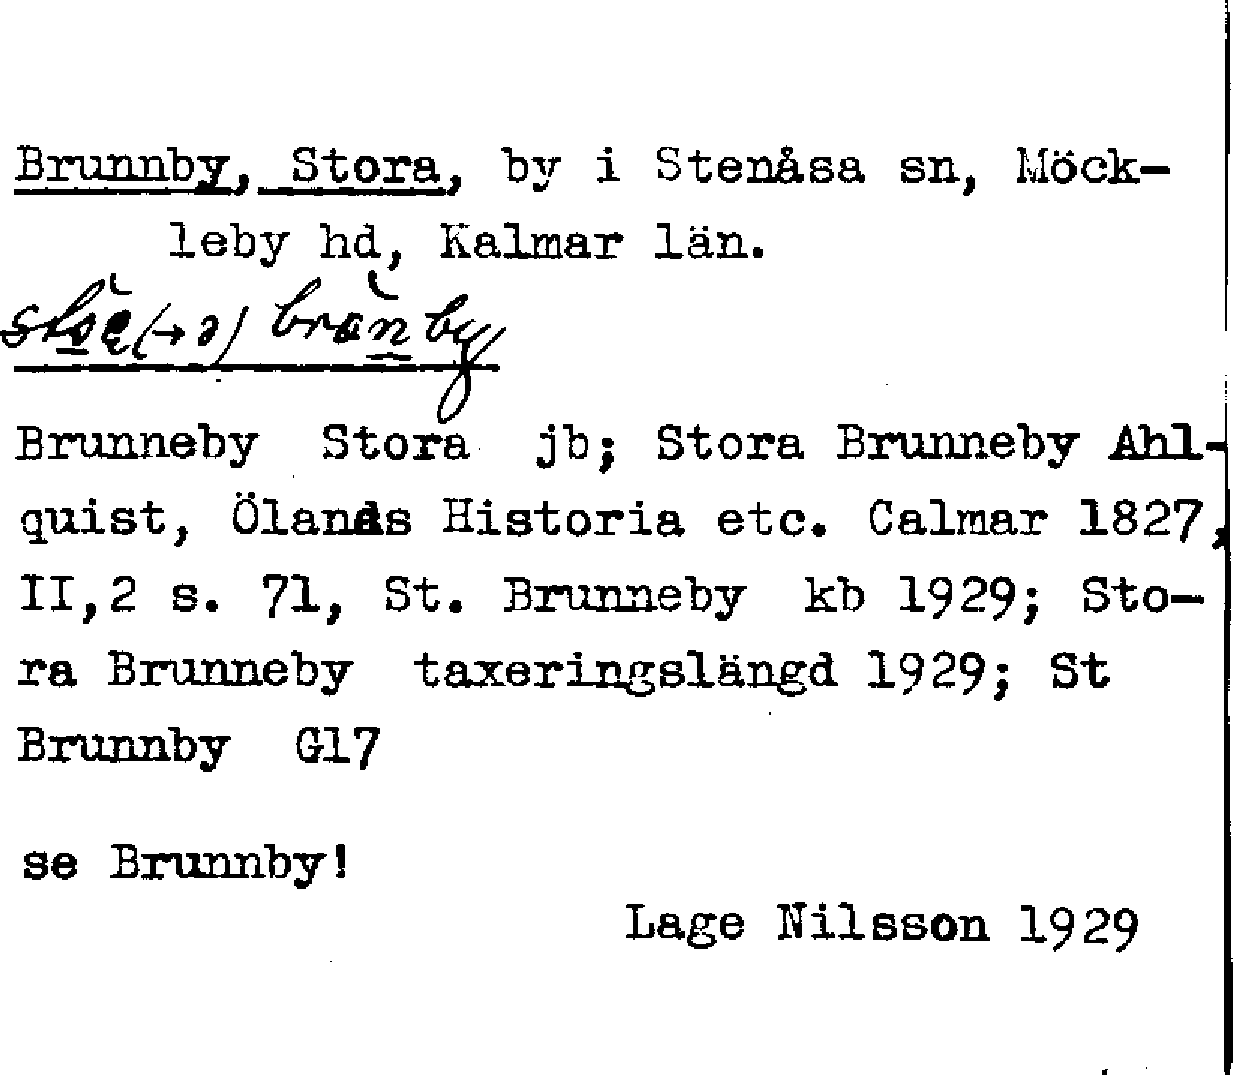 Brunnby, Stora, by i Stenåsa sn, Möck-
leby hd, Kalmar län.
Brunneby Stora jb; Stora Brunneby Ahl-
quist, Ölands Historia etc. Calmar 1827,
II,2 s. 71, St. Brunneby kb 1929; Sto-
ra Brunneby taxeringslängd 1929; St
Brunnby G17
se Brunnby!
Lage Nilsson 1929